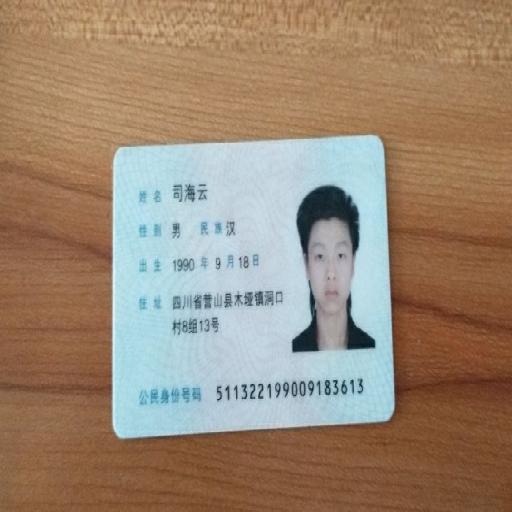 姓名 司海云
性别 男 民族 汉
出生 1990 年 9 月 18 日
住址 四川省营山县木垭镇洞口
村8组13号
公民身份号码 511322199009183613